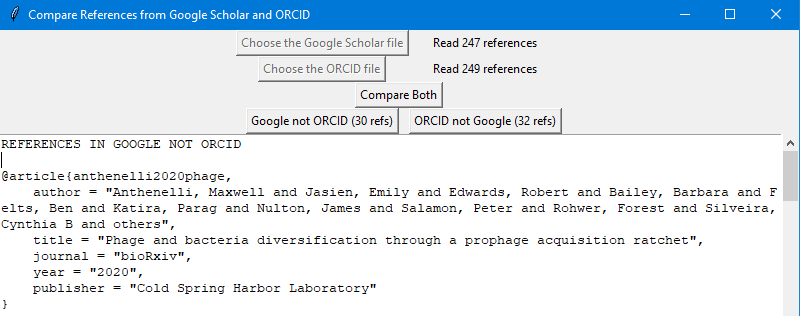 Compare References from Google Scholar and ORCID
Choose the Google Scholar file Read 247 references
Choose the ORCID file Read 249 references
Compare Both
Google not ORCID (30 refs) ORCID not Google (32 refs)
REFERENCES IN GOOGLE NOT ORCID
@article{anthenelli2020phage,
    author = "Anthenelli, Maxwell and Jasien, Emily and Edwards, Robert and Bailey, Barbara and F
elts, Ben and Katira, Parag and Nulton, James and Salamon, Peter and Rohwer, Forest and Silveira,
Cynthia B and others",
    title = "Phage and bacteria diversification through a prophage acquisition ratchet",
    journal = "bioRxiv",
    year = "2020",
    publisher = "Cold Spring Harbor Laboratory"
}